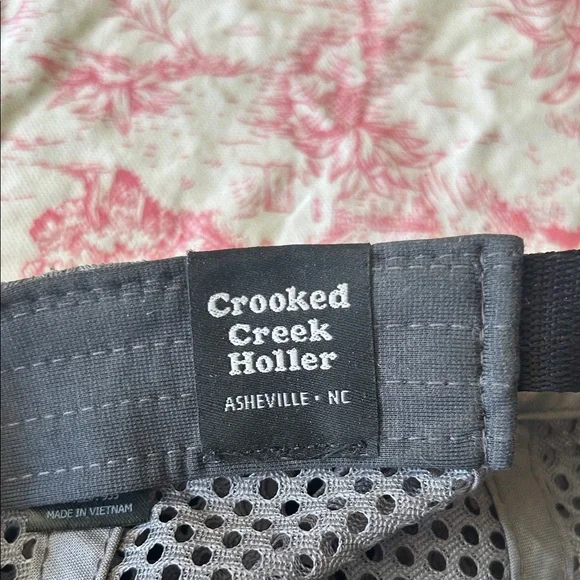 Crooked
Creek
Holler
ASHEVILLE • NC
MADE IN VIETNAM